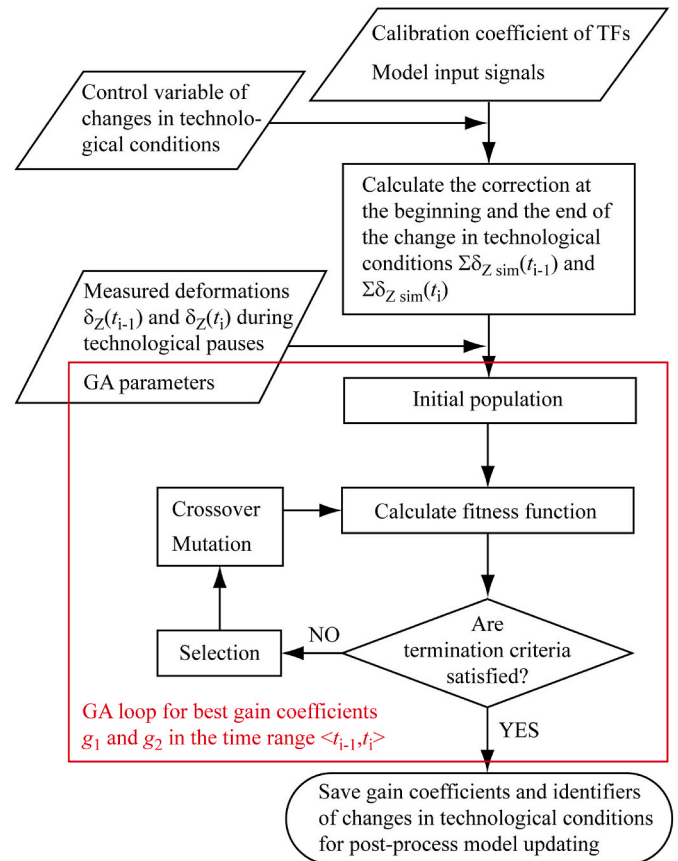 Calibration coefficient of TFs
Model input signals
Control variable of
changes in technolo-
gical conditions
Calculate the correction at
the beginning and the end of
the change in technological
conditions Σδ_Z sim(t_i-1) and
Σδ_Z sim(t_i)
Measured deformations
δ_Z(t_i-1) and δ_Z(t_i) during
technological pauses
GA parameters
Initial population
Crossover
Mutation
Calculate fitness function
Are
termination criteria
satisfied?
NO
Selection
YES
GA loop for best gain coefficients
g_1 and g_2 in the time range <t_i-1,t_i>
Save gain coefficients and identifiers
of changes in technological conditions
for post-process model updating